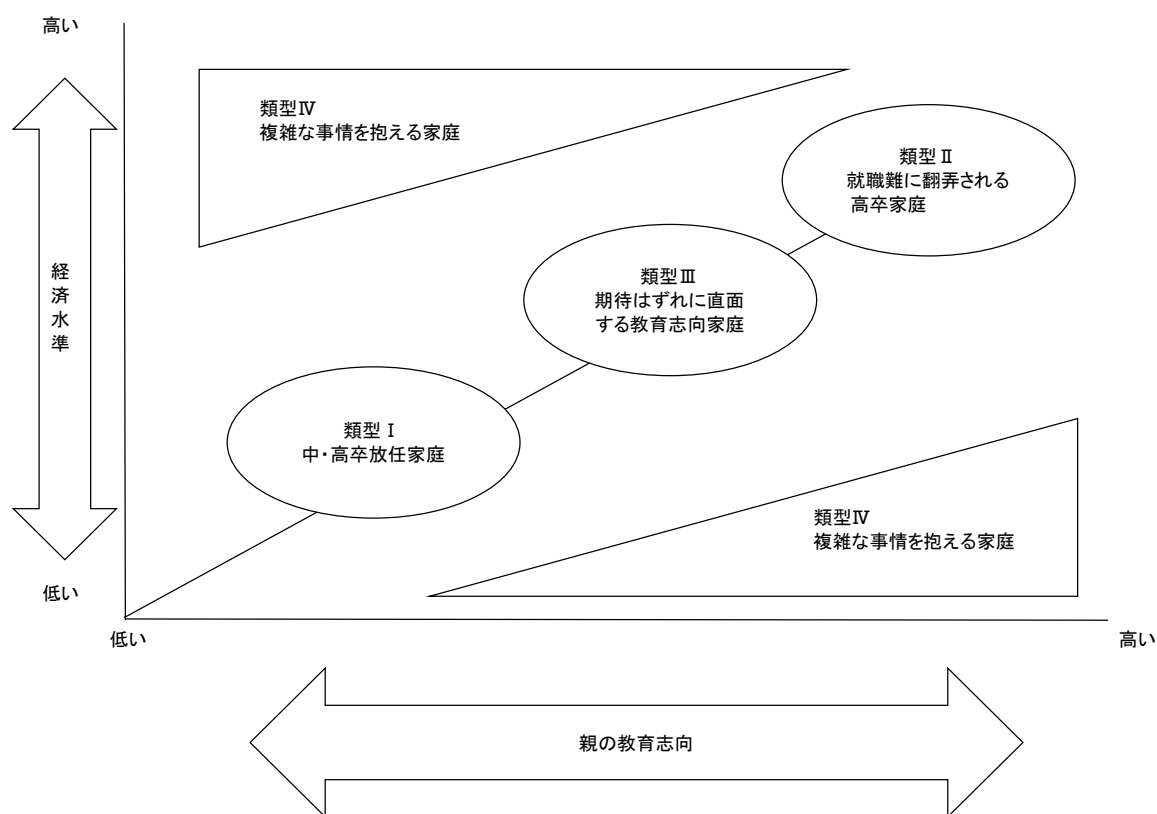 高い
類型Ⅳ
複雑な事情を抱える家庭
類型Ⅱ
就職難に翻弄される
高卒家庭
経済水準
類型Ⅲ
期待はずれに直面
する教育志向家庭
類型Ⅰ
中・高卒放任家庭
類型Ⅳ
複雑な事情を抱える家庭
低い
低い
高い
親の教育志向